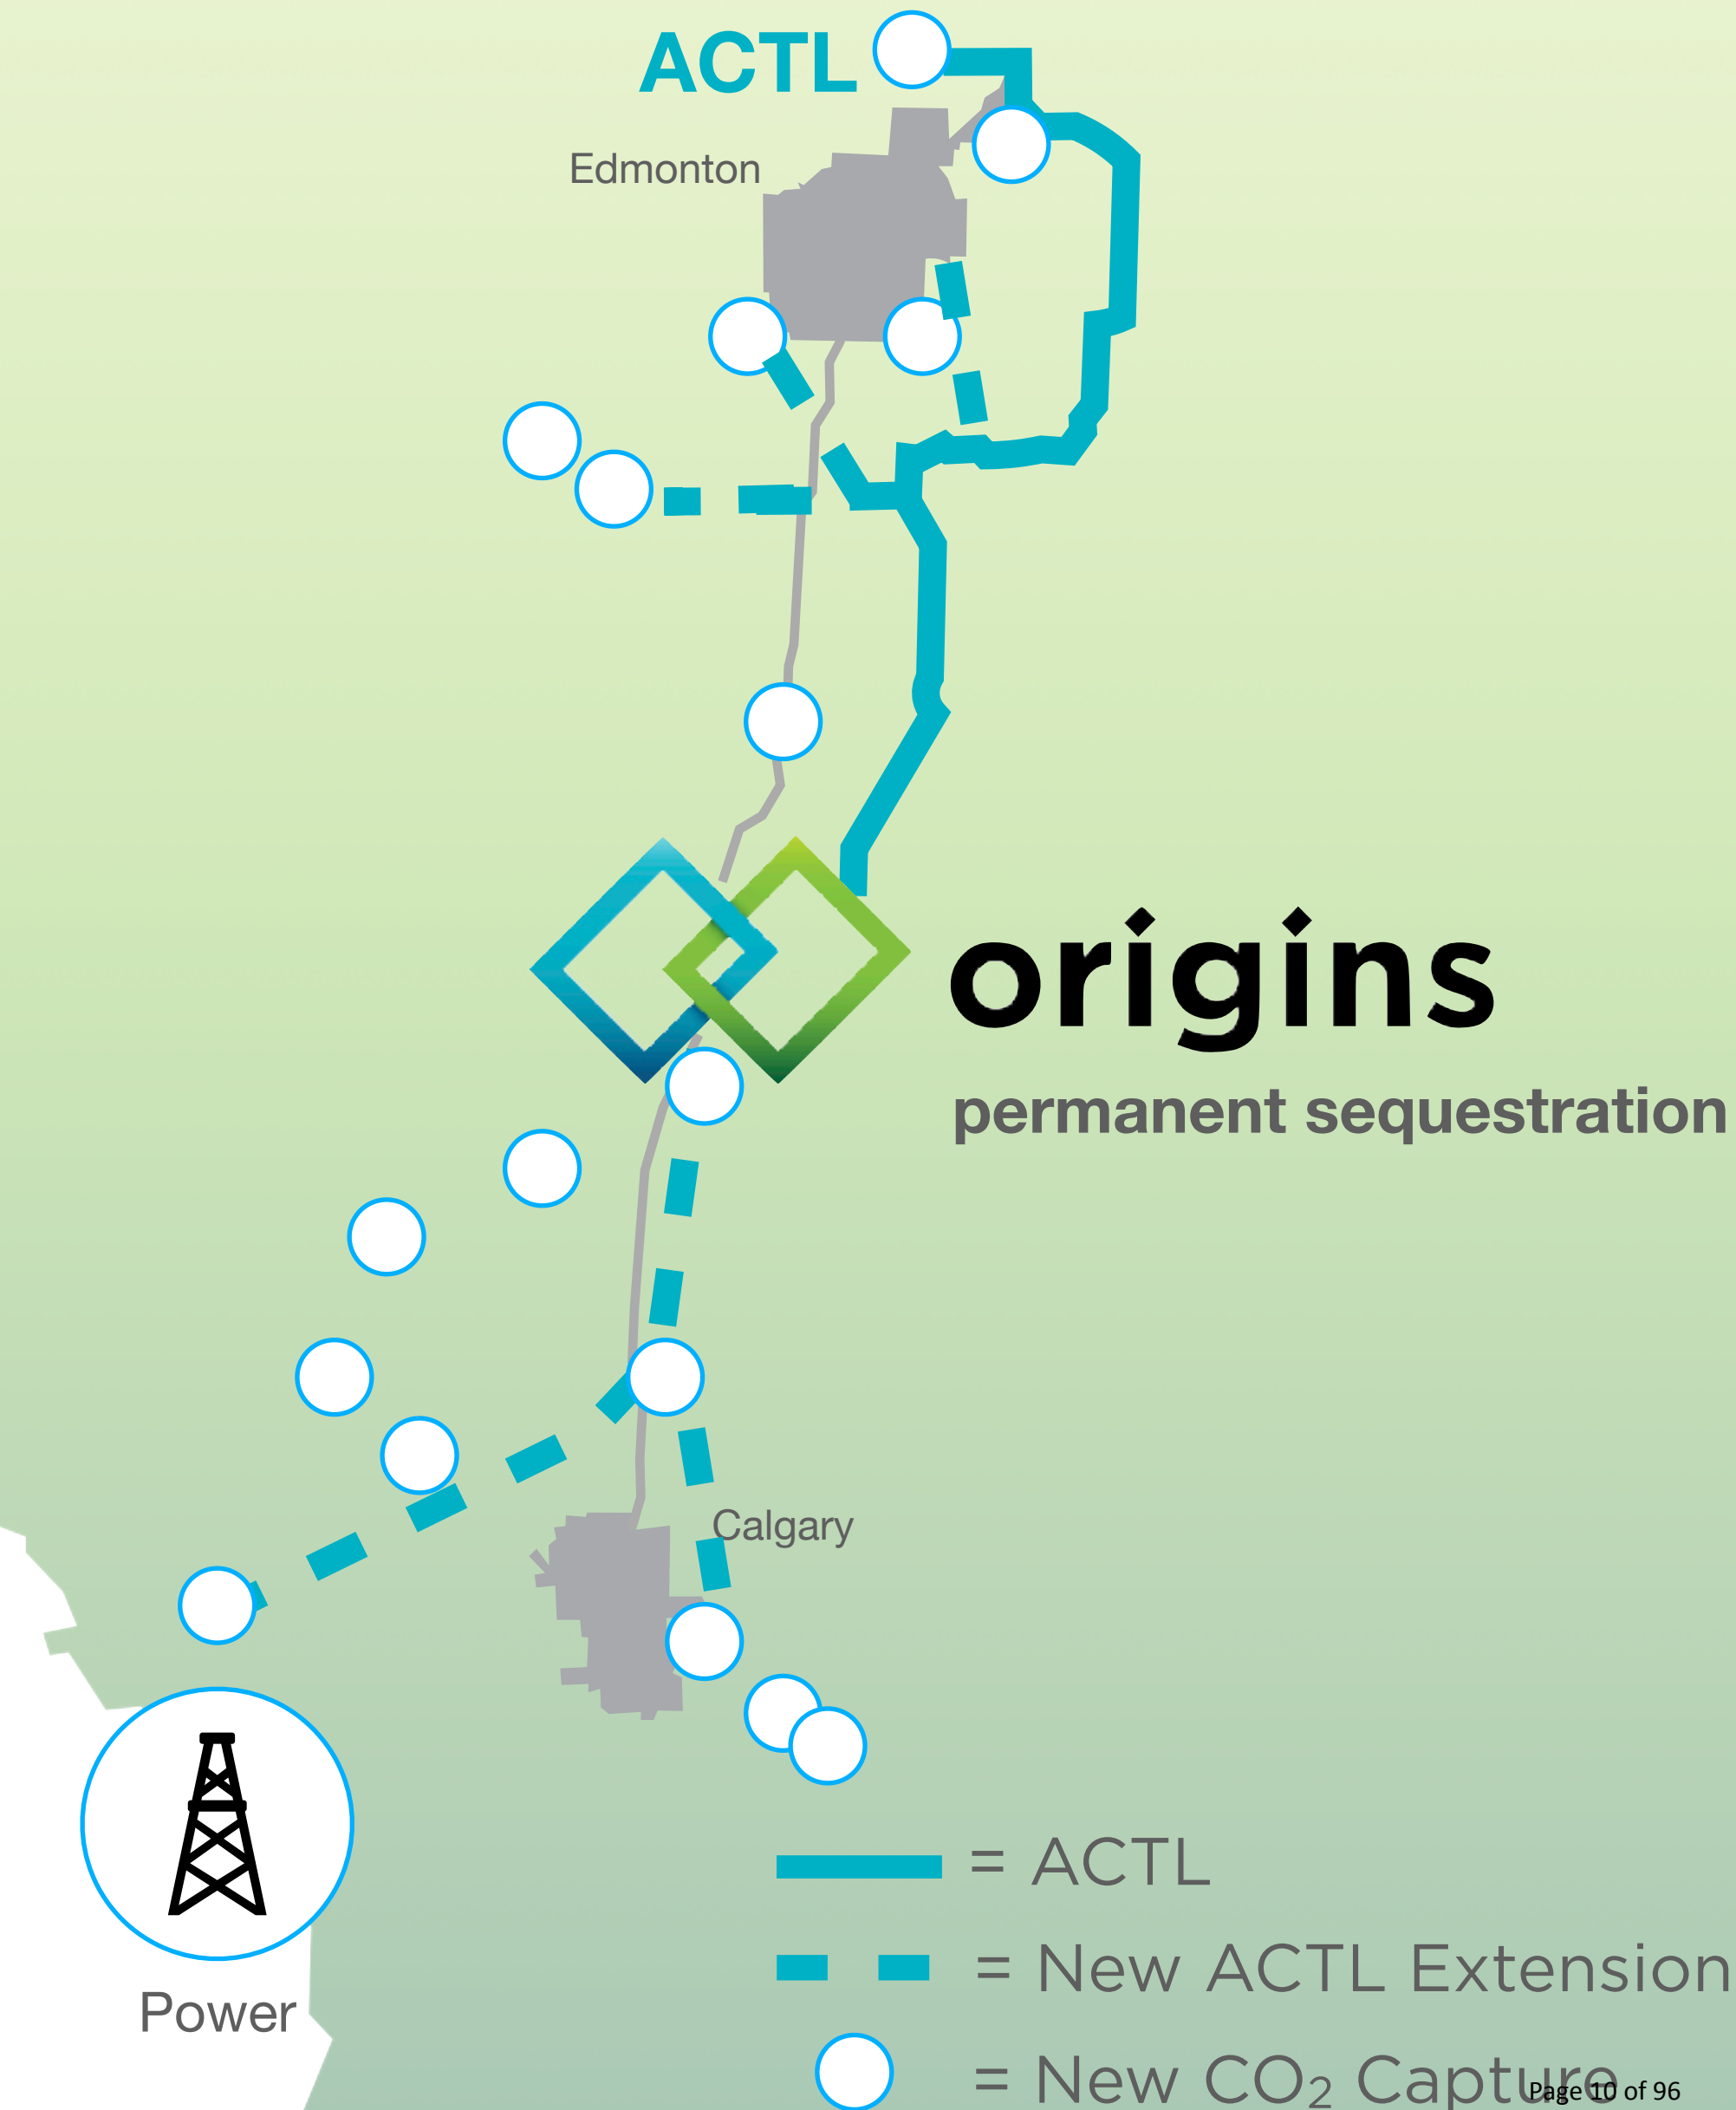 ACTL
Edmonton
origins
permanent sequestration
Calgary
= ACTL
= New ACTL Extension
Power
= New CO₂ Capture
Page 10 of 96